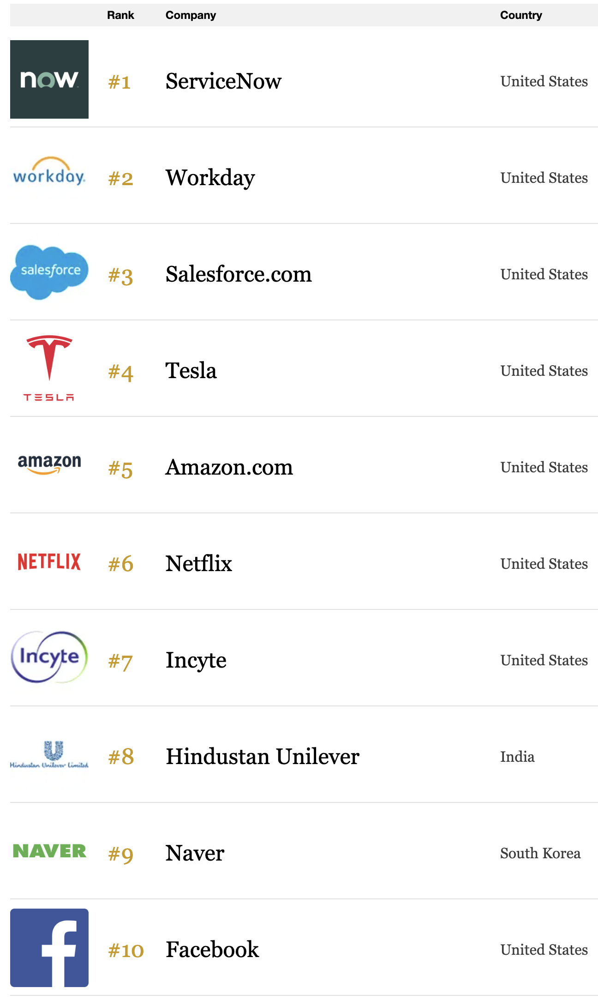 Rank Company Country
now
#1 ServiceNow United States
workday
#2 Workday United States
salesforce
#3 Salesforce.com United States
TESLA
#4 Tesla United States
amazon
#5 Amazon.com United States
NETFLIX
#6 Netflix United States
Incyte
#7 Incyte United States
Hindustan Unilever Limited
#8 Hindustan Unilever India
NAVER
#9 Naver South Korea
f
#10 Facebook United States